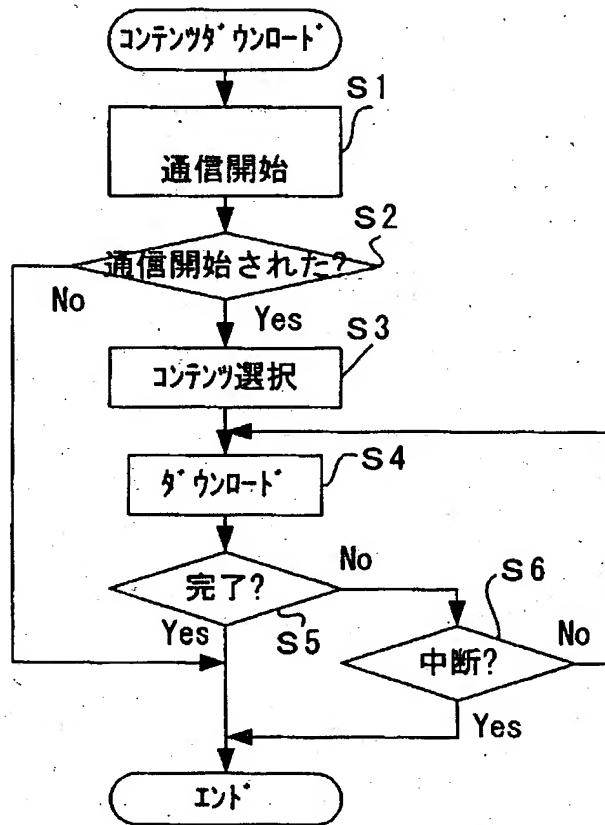 コンテンツダウンロード
S1
通信開始
S2
通信開始された?
No
Yes
S3
コンテンツ選択
S4
ダウンロード
No
完了?
S6
Yes
S5
No
中断?
Yes
エンド